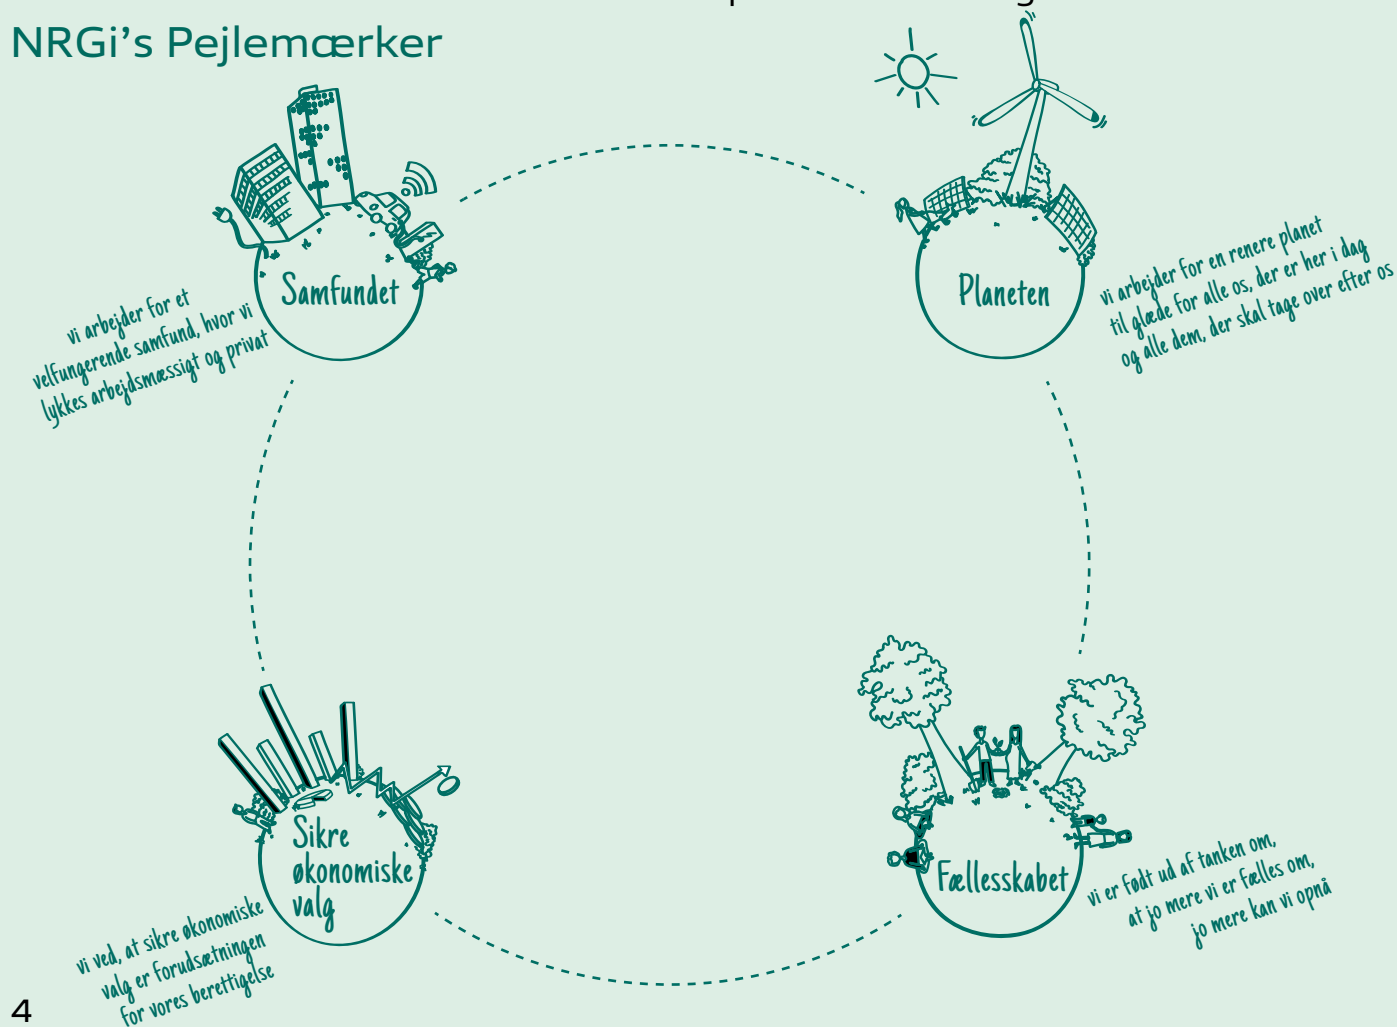 NRGi's Pejlemærker
Samfundet
vi arbejder for et
velfungerende samfund, hvor vi
lykkes arbejdsmæssigt og privat
Planeten
vi arbejder for en renere planet
til glæde for alle os, der er her i dag
og alle dem, der skal tage over efter os
Sikre
økonomiske
valg
vi ved, at sikre økonomiske
valg er forudsætningen
for vores berettigelse
Fællesskabet
vi er født ud af tanken om,
at jo mere vi er fælles om,
jo mere kan vi opnå
4